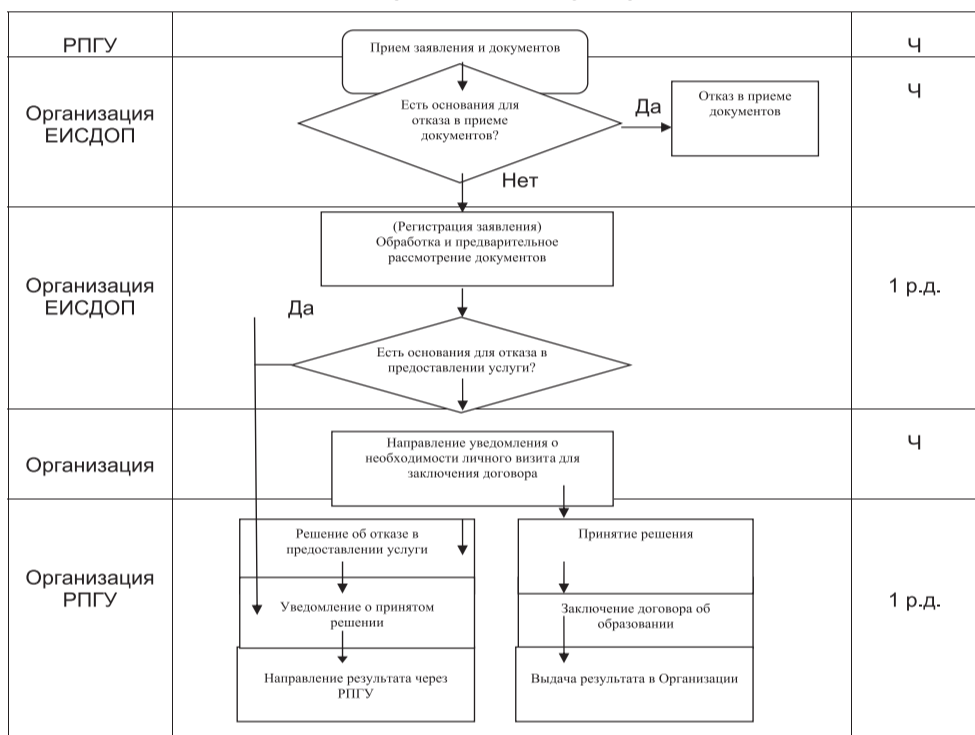 РПГУ
Прием заявления и документов
Ч
Организация
ЕИСДОП
Есть основания для
отказа в приеме
документов?
Да
Отказ в приеме
документов
Ч
Нет
Организация
ЕИСДОП
(Регистрация заявления)
Обработка и предварительное
рассмотрение документов
1 р.д.
Да
Есть основания для отказа в
предоставлении услуги?
Организация
Направление уведомления о
необходимости личного визита для
заключения договора
Ч
Организация
РПГУ
Решение об отказе в
предоставлении услуги
Принятие решения
1 р.д.
Уведомление о принятом
решении
Заключение договора об
образовании
Направление результата через
РПГУ
Выдача результата в Организации